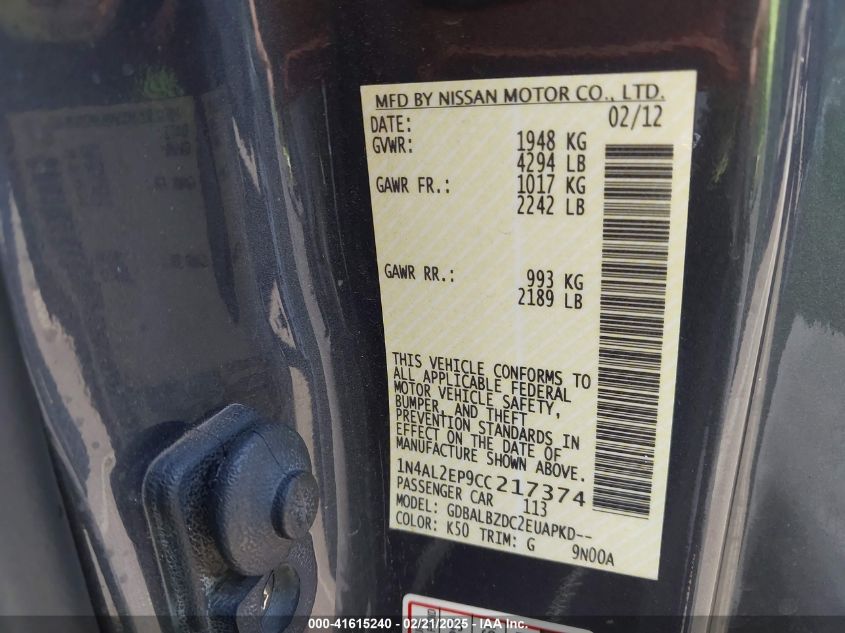 MFD BY NISSAN MOTOR CO., LTD.
DATE: 02/12
GVWR: 1948 KG
4294 LB
GAWR FR.: 1017 KG
2242 LB
GAWR RR.: 993 KG
2189 LB
THIS VEHICLE CONFORMS TO
ALL APPLICABLE FEDERAL
MOTOR VEHICLE SAFETY,
BUMPER, AND THEFT
PREVENTION STANDARDS IN
EFFECT ON THE DATE OF
MANUFACTURE SHOWN ABOVE.
1N4AL2EP9CC217374
PASSENGER CAR 113
MODEL: GDBALBZDC2EUAPKD--
COLOR: K50 TRIM: G 9N00A
000-41615240 - 02/21/2025 - IAA Inc.